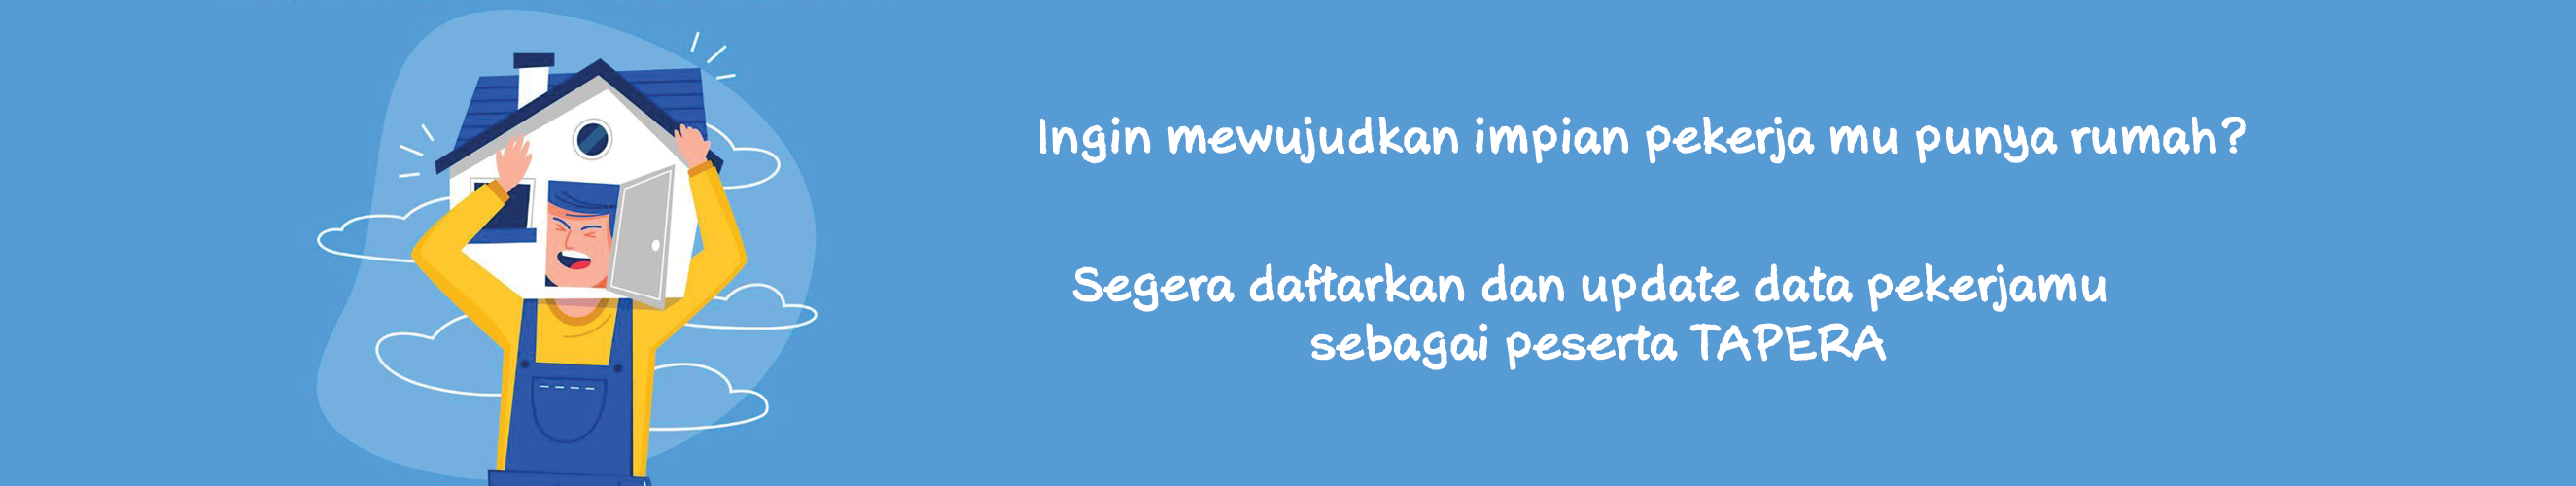 Ingin mewujudkan impian pekerja mu punya rumah?
Segera daftarkan dan update data pekerjamu
sebagai peserta TAPERA